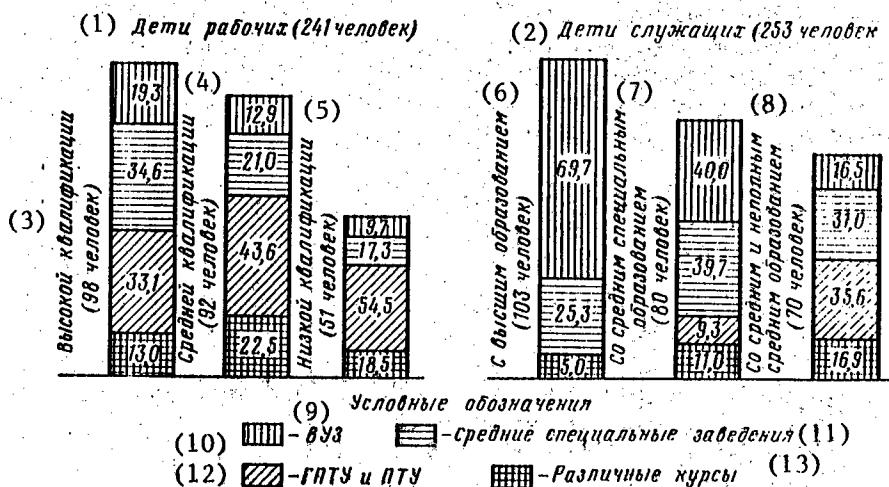 (1) Дети рабочих (241 человек)
(2) Дети служащих (253 человек
(3) Высокой квалификации
(98 человек)
19,3
34,6
33,1
13,0
(4) Средней квалификации
(92 человек)
12,9
21,0
43,6
22,5
(5) Низкой квалификации
(51 человек)
9,7
17,3
54,5
18,5
(6) С высшим образованием
(103 человек)
69,7
25,3
5,0
(7) Со средним специальным
образованием
(80 человек)
40,0
39,7
9,3
11,0
(8) Со средним и неполным
средним образованием
(70 человек)
16,5
31,0
35,6
16,9
(9) Условные обозначения
(10) - ВУЗ
- средние специальные заведения (11)
(12) - ГПТУ и ПТУ
- Различные курсы (13)